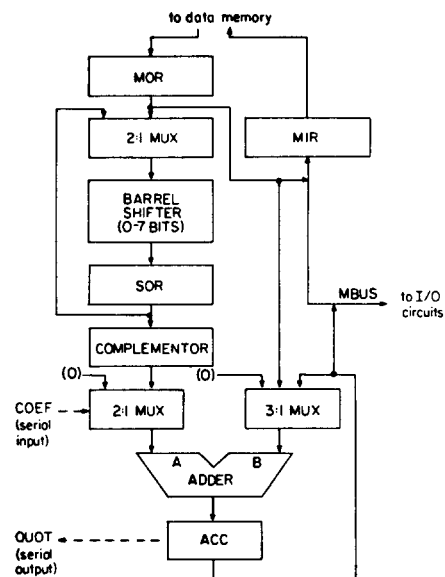 to data memory
MOR
2:1 MUX
MIR
BARREL
SHIFTER
(0-7 BITS)
SOR
MBUS
to I/O
circuits
COMPLEMENTOR
(0)
(0)
COEF
(serial
input)
2:1 MUX
3:1 MUX
A
B
ADDER
QUOT
(serial
output)
ACC